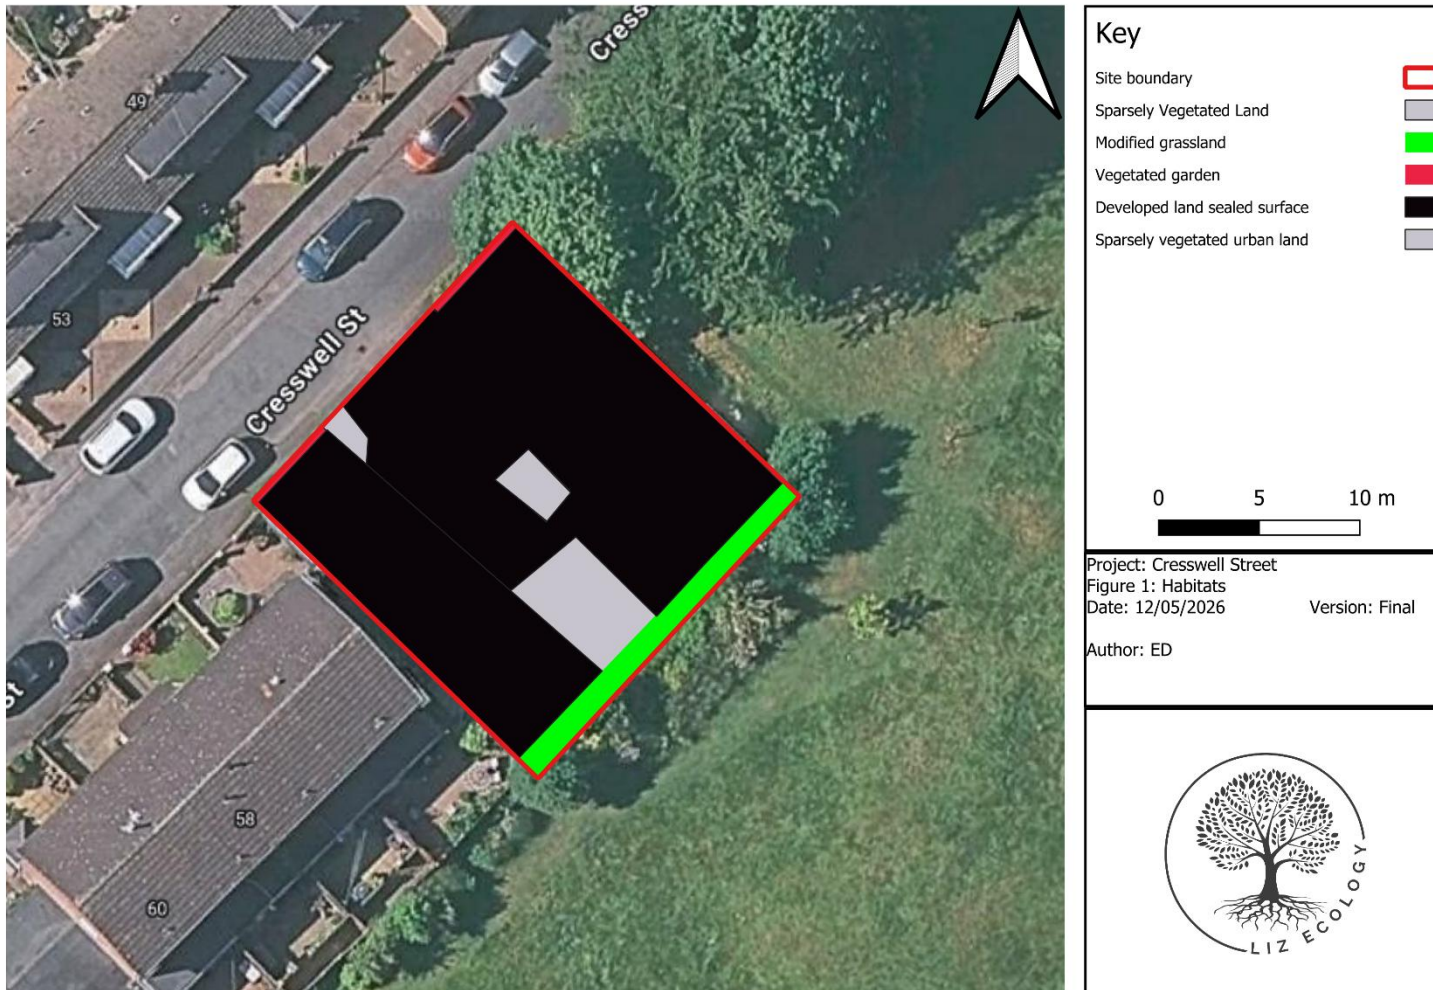 Cress
49
53
Cresswell St
St
58
60
Key
Site boundary
Sparsely Vegetated Land
Modified grassland
Vegetated garden
Developed land sealed surface
Sparsely vegetated urban land
0 5 10 m
Project: Cresswell Street
Figure 1: Habitats
Date: 12/05/2026 Version: Final
Author: ED
LIZ ECOLOGY